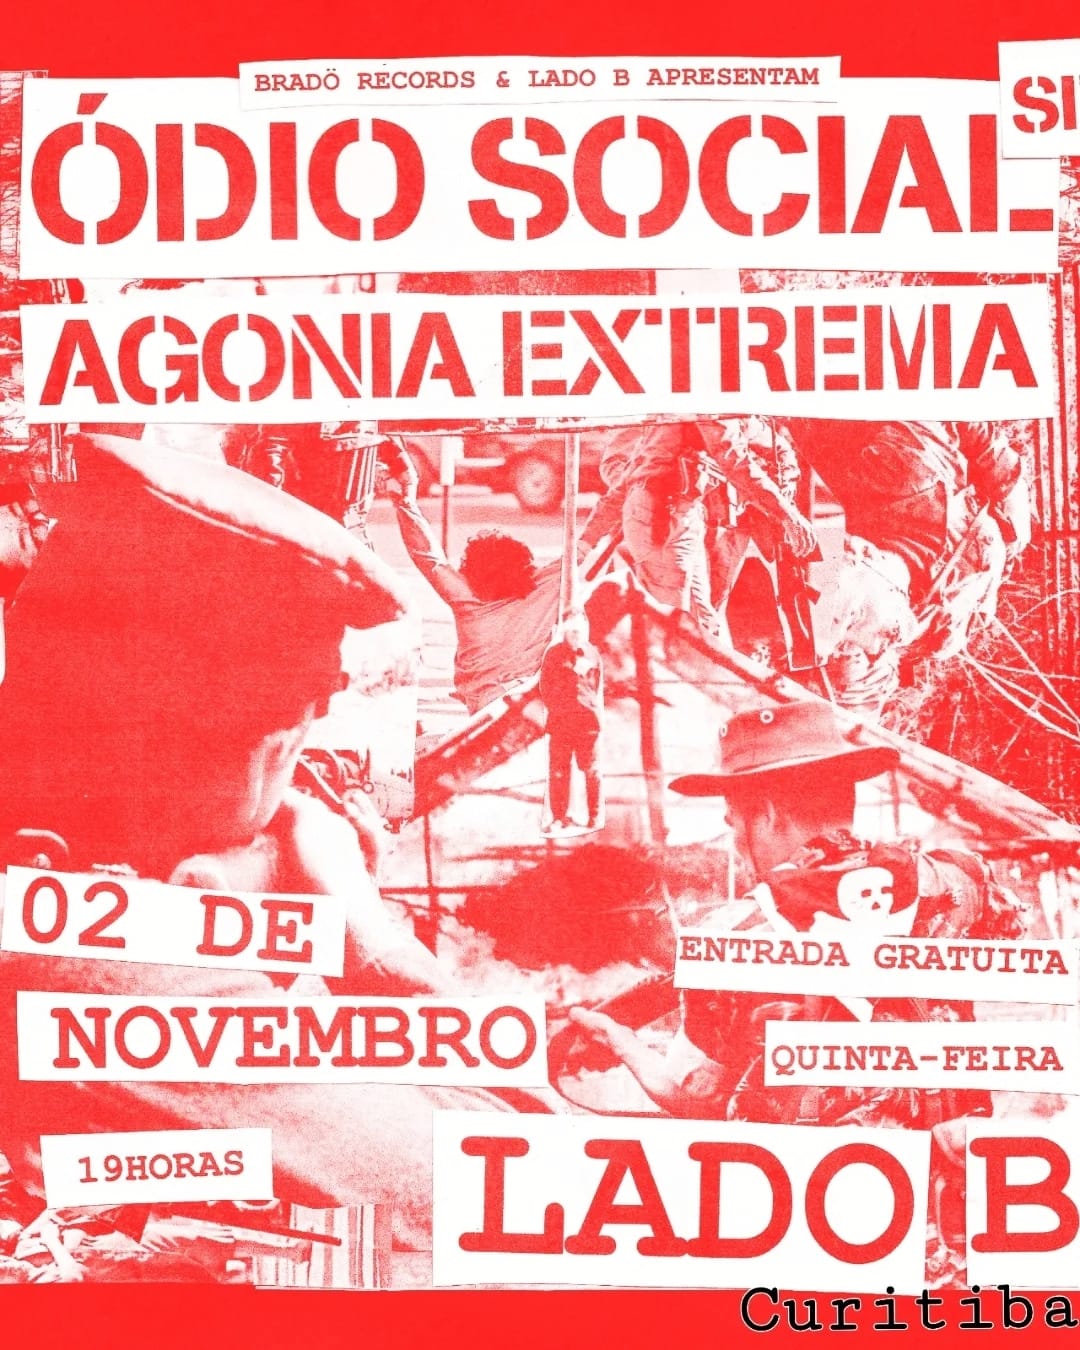 BRADÖ RECORDS & LADO B APRESENTAM
ÓDIO SOCIAL
AGONIA EXTREMA
02 DE
NOVEMBRO
ENTRADA GRATUITA
QUINTA-FEIRA
19HORAS
LADO B
Curitiba